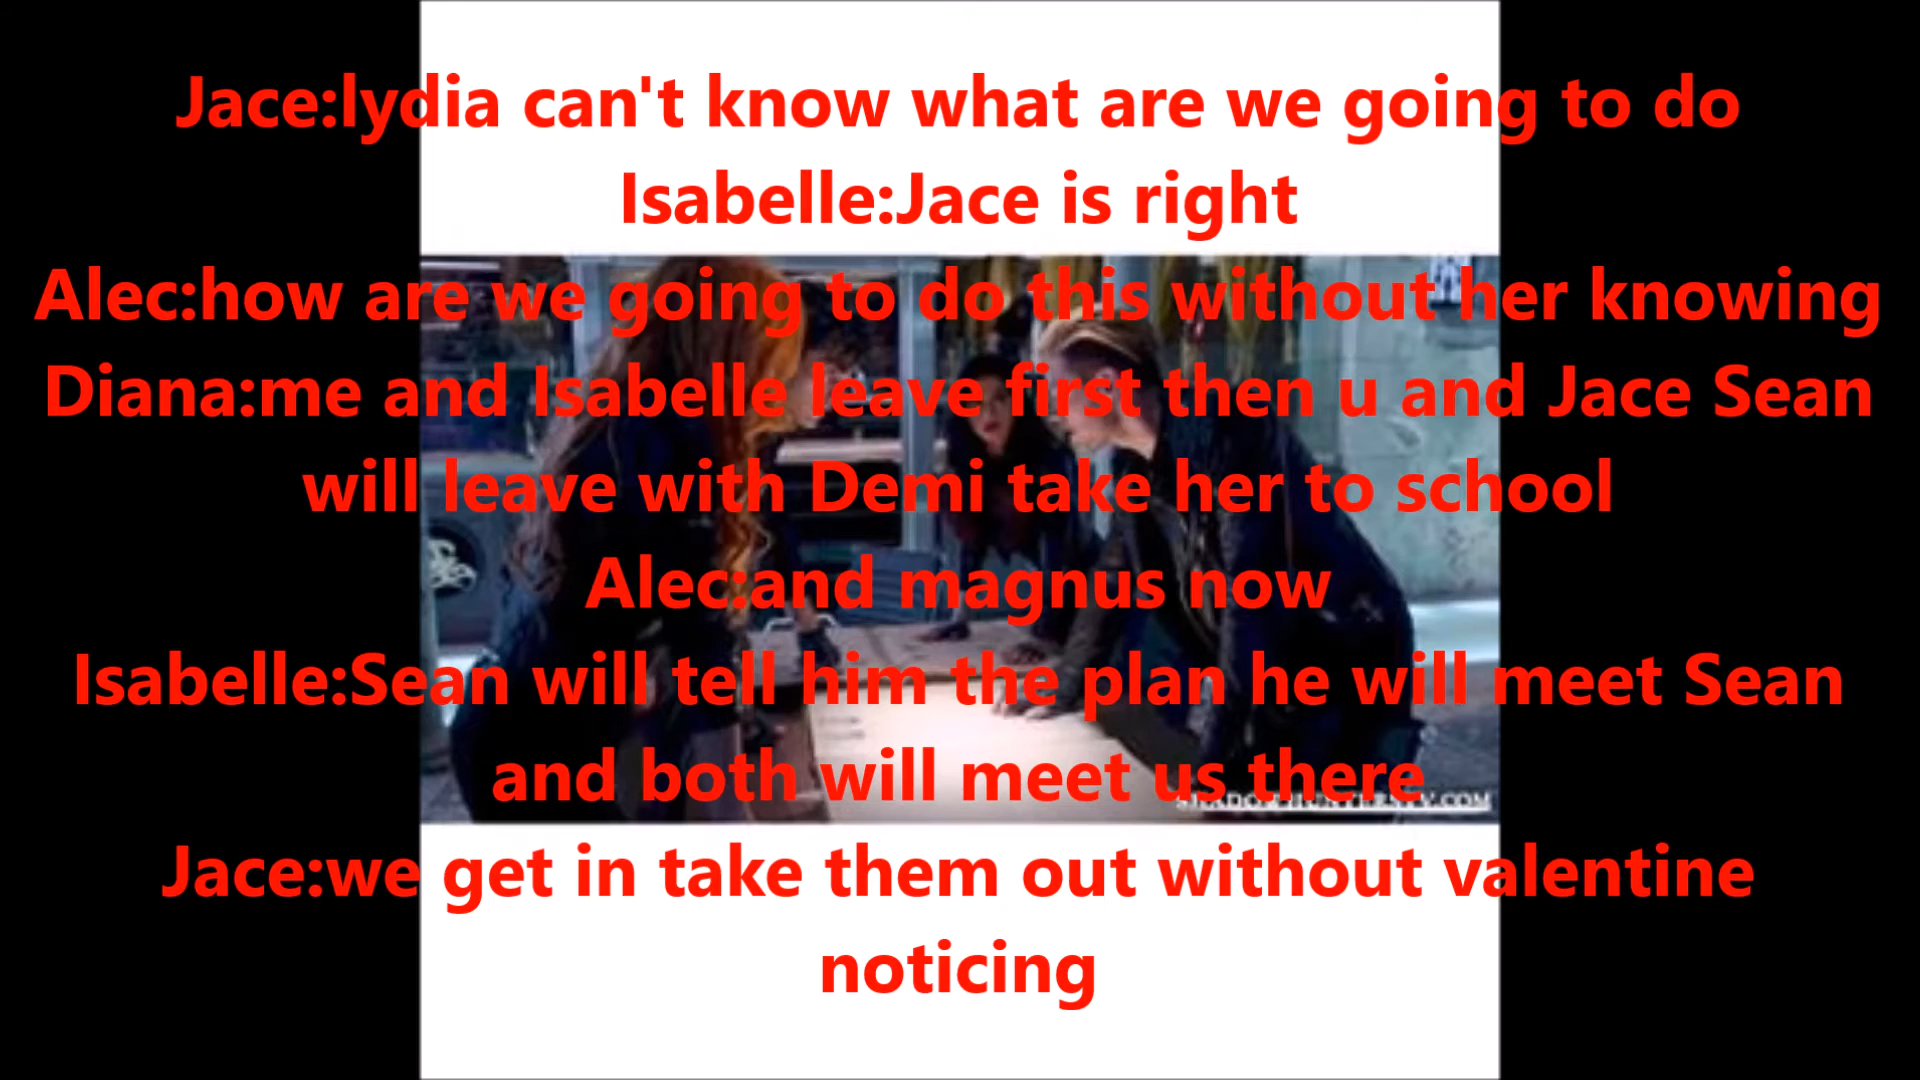 Jace:lydia can't know what are we going to do
Isabelle:Jace is right
Alec:how are we going to do this without her knowing
Diana:me and Isabelle leave first then u and Jace Sean
will leave with Demi take her to school
Alec:and magnus now
Isabelle:Sean will tell him the plan he will meet Sean
and both will meet us there
SHADOWHUNTERSTV.COM
Jace:we get in take them out without valentine
noticing